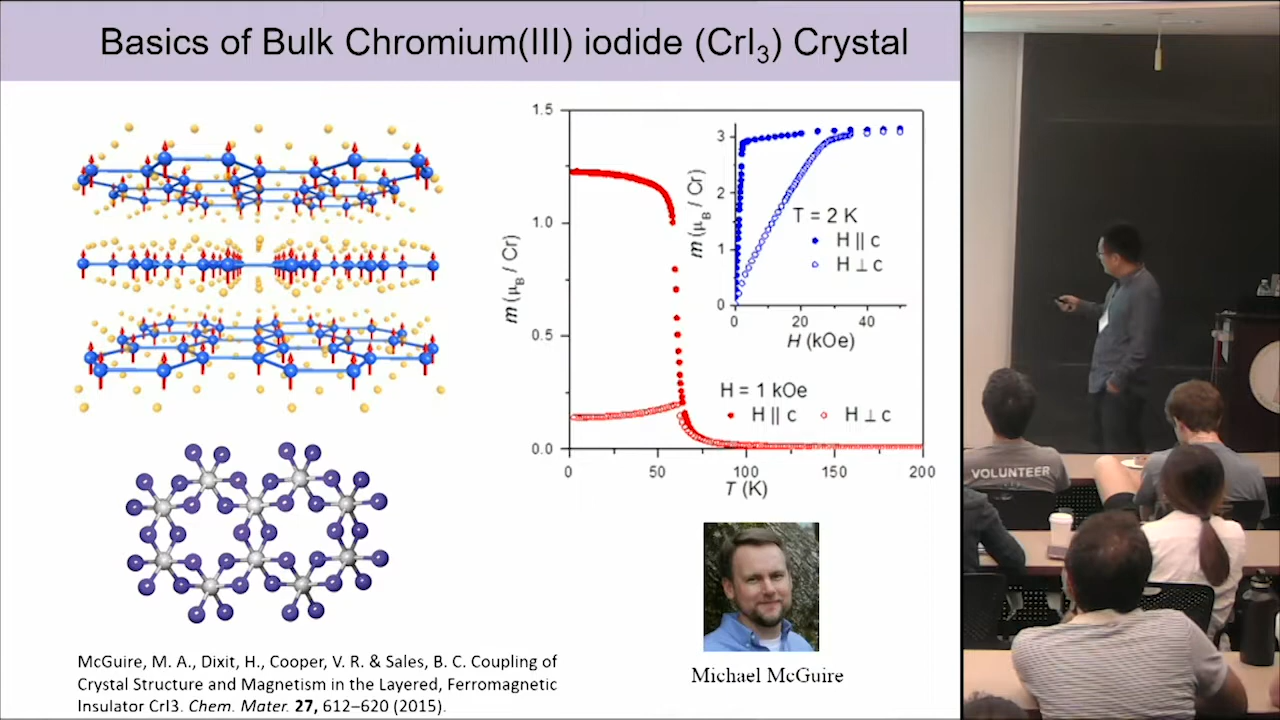 Basics of Bulk Chromium(III) iodide (CrI₃) Crystal
1.5
1.0
0.5
0.0
m (μB / Cr)
0
50
100
150
200
T (K)
3
2
1
0
m (μB / Cr)
0
20
40
H (kOe)
T = 2 K
H || c
H ⊥ c
H = 1 kOe
H || c
H ⊥ c
Michael McGuire
McGuire, M. A., Dixit, H., Cooper, V. R. & Sales, B. C. Coupling of
Crystal Structure and Magnetism in the Layered, Ferromagnetic
Insulator CrI3. Chem. Mater. 27, 612–620 (2015).
VOLUNTEER